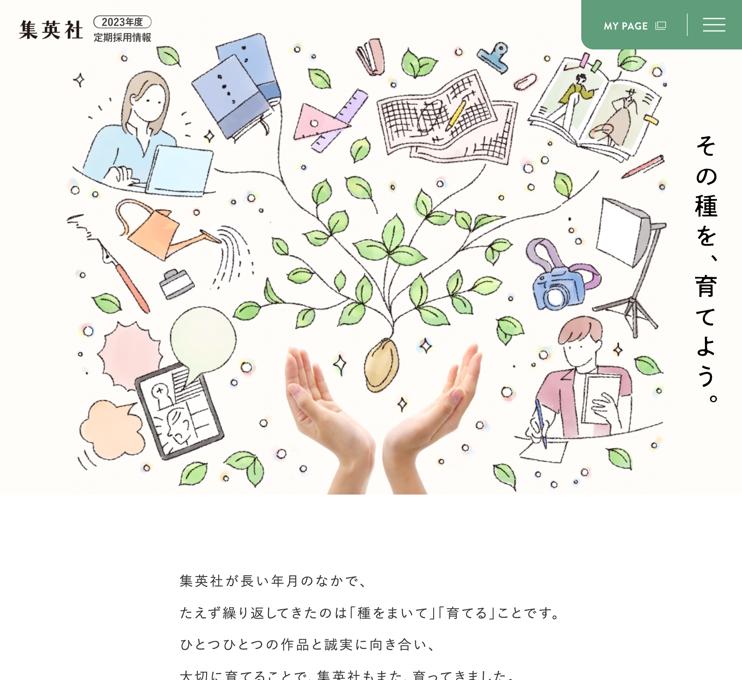 集英社
2023年度
定期採用情報
MY PAGE
その種を、育てよう。
集英社が長い年月のなかで、
たえず繰り返してきたのは「種をまいて」「育てる」ことです。
ひとつひとつの作品と誠実に向き合い、
大切に育てることで、集英社もまた、育ってきました。